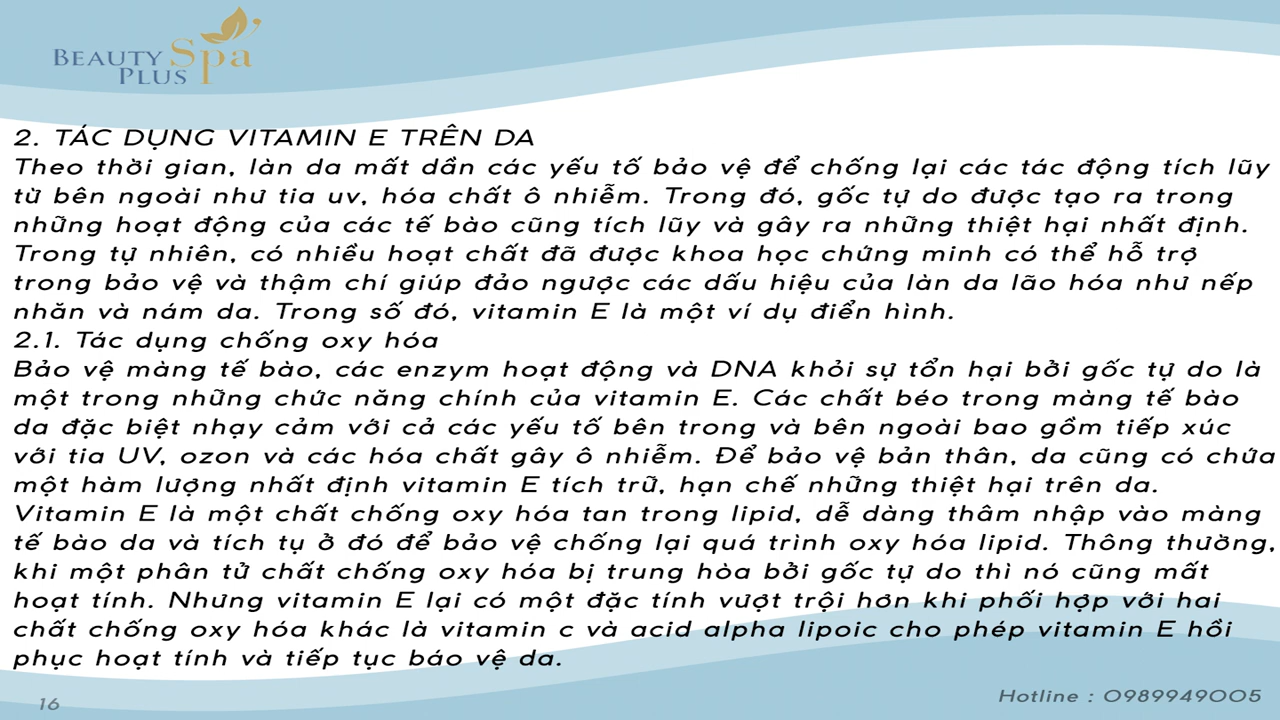 BEAUTY Spa
PLUS
2. TÁC DỤNG VITAMIN E TRÊN DA
Theo thời gian, làn da mất dần các yếu tố bảo vệ để chống lại các tác động tích lũy
từ bên ngoài như tia uv, hóa chất ô nhiễm. Trong đó, gốc tự do được tạo ra trong
những hoạt động của các tế bào cũng tích lũy và gây ra những thiệt hại nhất định.
Trong tự nhiên, có nhiều hoạt chất đã được khoa học chứng minh có thể hỗ trợ
trong bảo vệ và thậm chí giúp đảo ngược các dấu hiệu của làn da lão hóa như nếp
nhăn và nám da. Trong số đó, vitamin E là một ví dụ điển hình.
2.1. Tác dụng chống oxy hóa
Bảo vệ màng tế bào, các enzym hoạt động và DNA khỏi sự tổn hại bởi gốc tự do là
một trong những chức năng chính của vitamin E. Các chất béo trong màng tế bào
da đặc biệt nhạy cảm với cả các yếu tố bên trong và bên ngoài bao gồm tiếp xúc
với tia UV, ozon và các hóa chất gây ô nhiễm. Để bảo vệ bản thân, da cũng có chứa
một hàm lượng nhất định vitamin E tích trữ, hạn chế những thiệt hại trên da.
Vitamin E là một chất chống oxy hóa tan trong lipid, dễ dàng thâm nhập vào màng
tế bào da và tích tụ ở đó để bảo vệ chống lại quá trình oxy hóa lipid. Thông thường,
khi một phân tử chất chống oxy hóa bị trung hòa bởi gốc tự do thì nó cũng mất
hoạt tính. Nhưng vitamin E lại có một đặc tính vượt trội hơn khi phối hợp với hai
chất chống oxy hóa khác là vitamin c và acid alpha lipoic cho phép vitamin E hồi
phục hoạt tính và tiếp tục báo vệ da.
16
Hotline : 0989949005